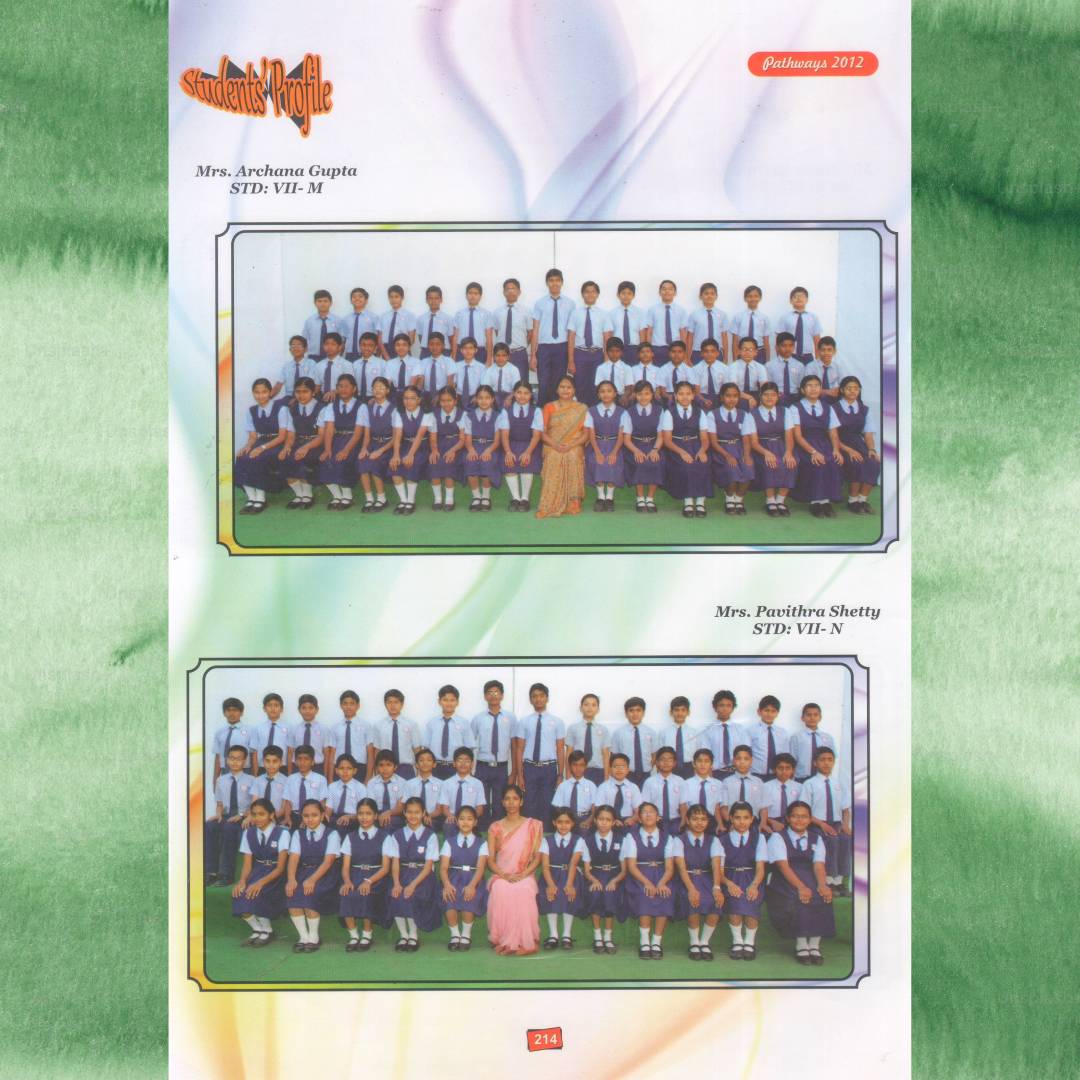 Students' Profile
Pathways 2012
Mrs. Archana Gupta
STD: VII- M
Mrs. Pavithra Shetty
STD: VII- N
214